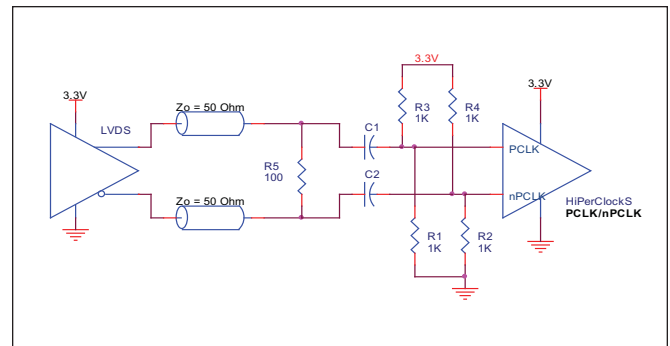 3.3V
3.3V
3.3V
Zo = 50 Ohm
LVDS
R3
1K
R4
1K
C1
PCLK
R5
100
C2
Zo = 50 Ohm
nPCLK
HiPerClockS
PCLK/nPCLK
R1
1K
R2
1K